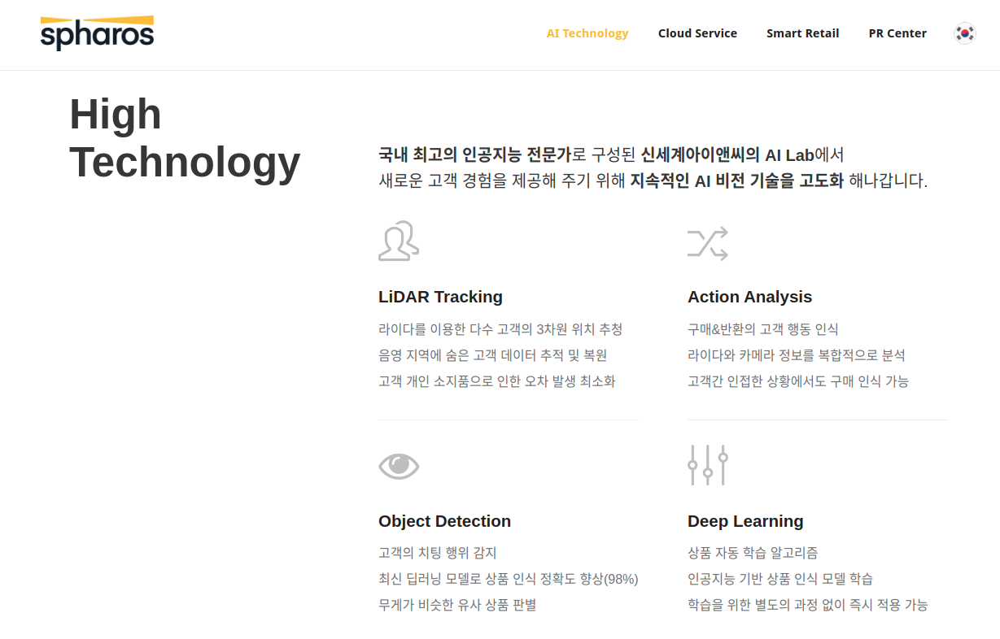 spharos
AI Technology
Cloud Service
Smart Retail
PR Center
High
Technology
국내 최고의 인공지능 전문가로 구성된 신세계아이앤씨의 AI Lab에서
새로운 고객 경험을 제공해 주기 위해 지속적인 AI 비전 기술을 고도화 해나갑니다.
LiDAR Tracking
라이다를 이용한 다수 고객의 3차원 위치 추청
음영 지역에 숨은 고객 데이터 추적 및 복원
고객 개인 소지품으로 인한 오차 발생 최소화
Action Analysis
구매&반환의 고객 행동 인식
라이다와 카메라 정보를 복합적으로 분석
고객간 인접한 상황에서도 구매 인식 가능
Object Detection
고객의 치팅 행위 감지
최신 딥러닝 모델로 상품 인식 정확도 향상(98%)
무게가 비슷한 유사 상품 판별
Deep Learning
상품 자동 학습 알고리즘
인공지능 기반 상품 인식 모델 학습
학습을 위한 별도의 과정 없이 즉시 적용 가능